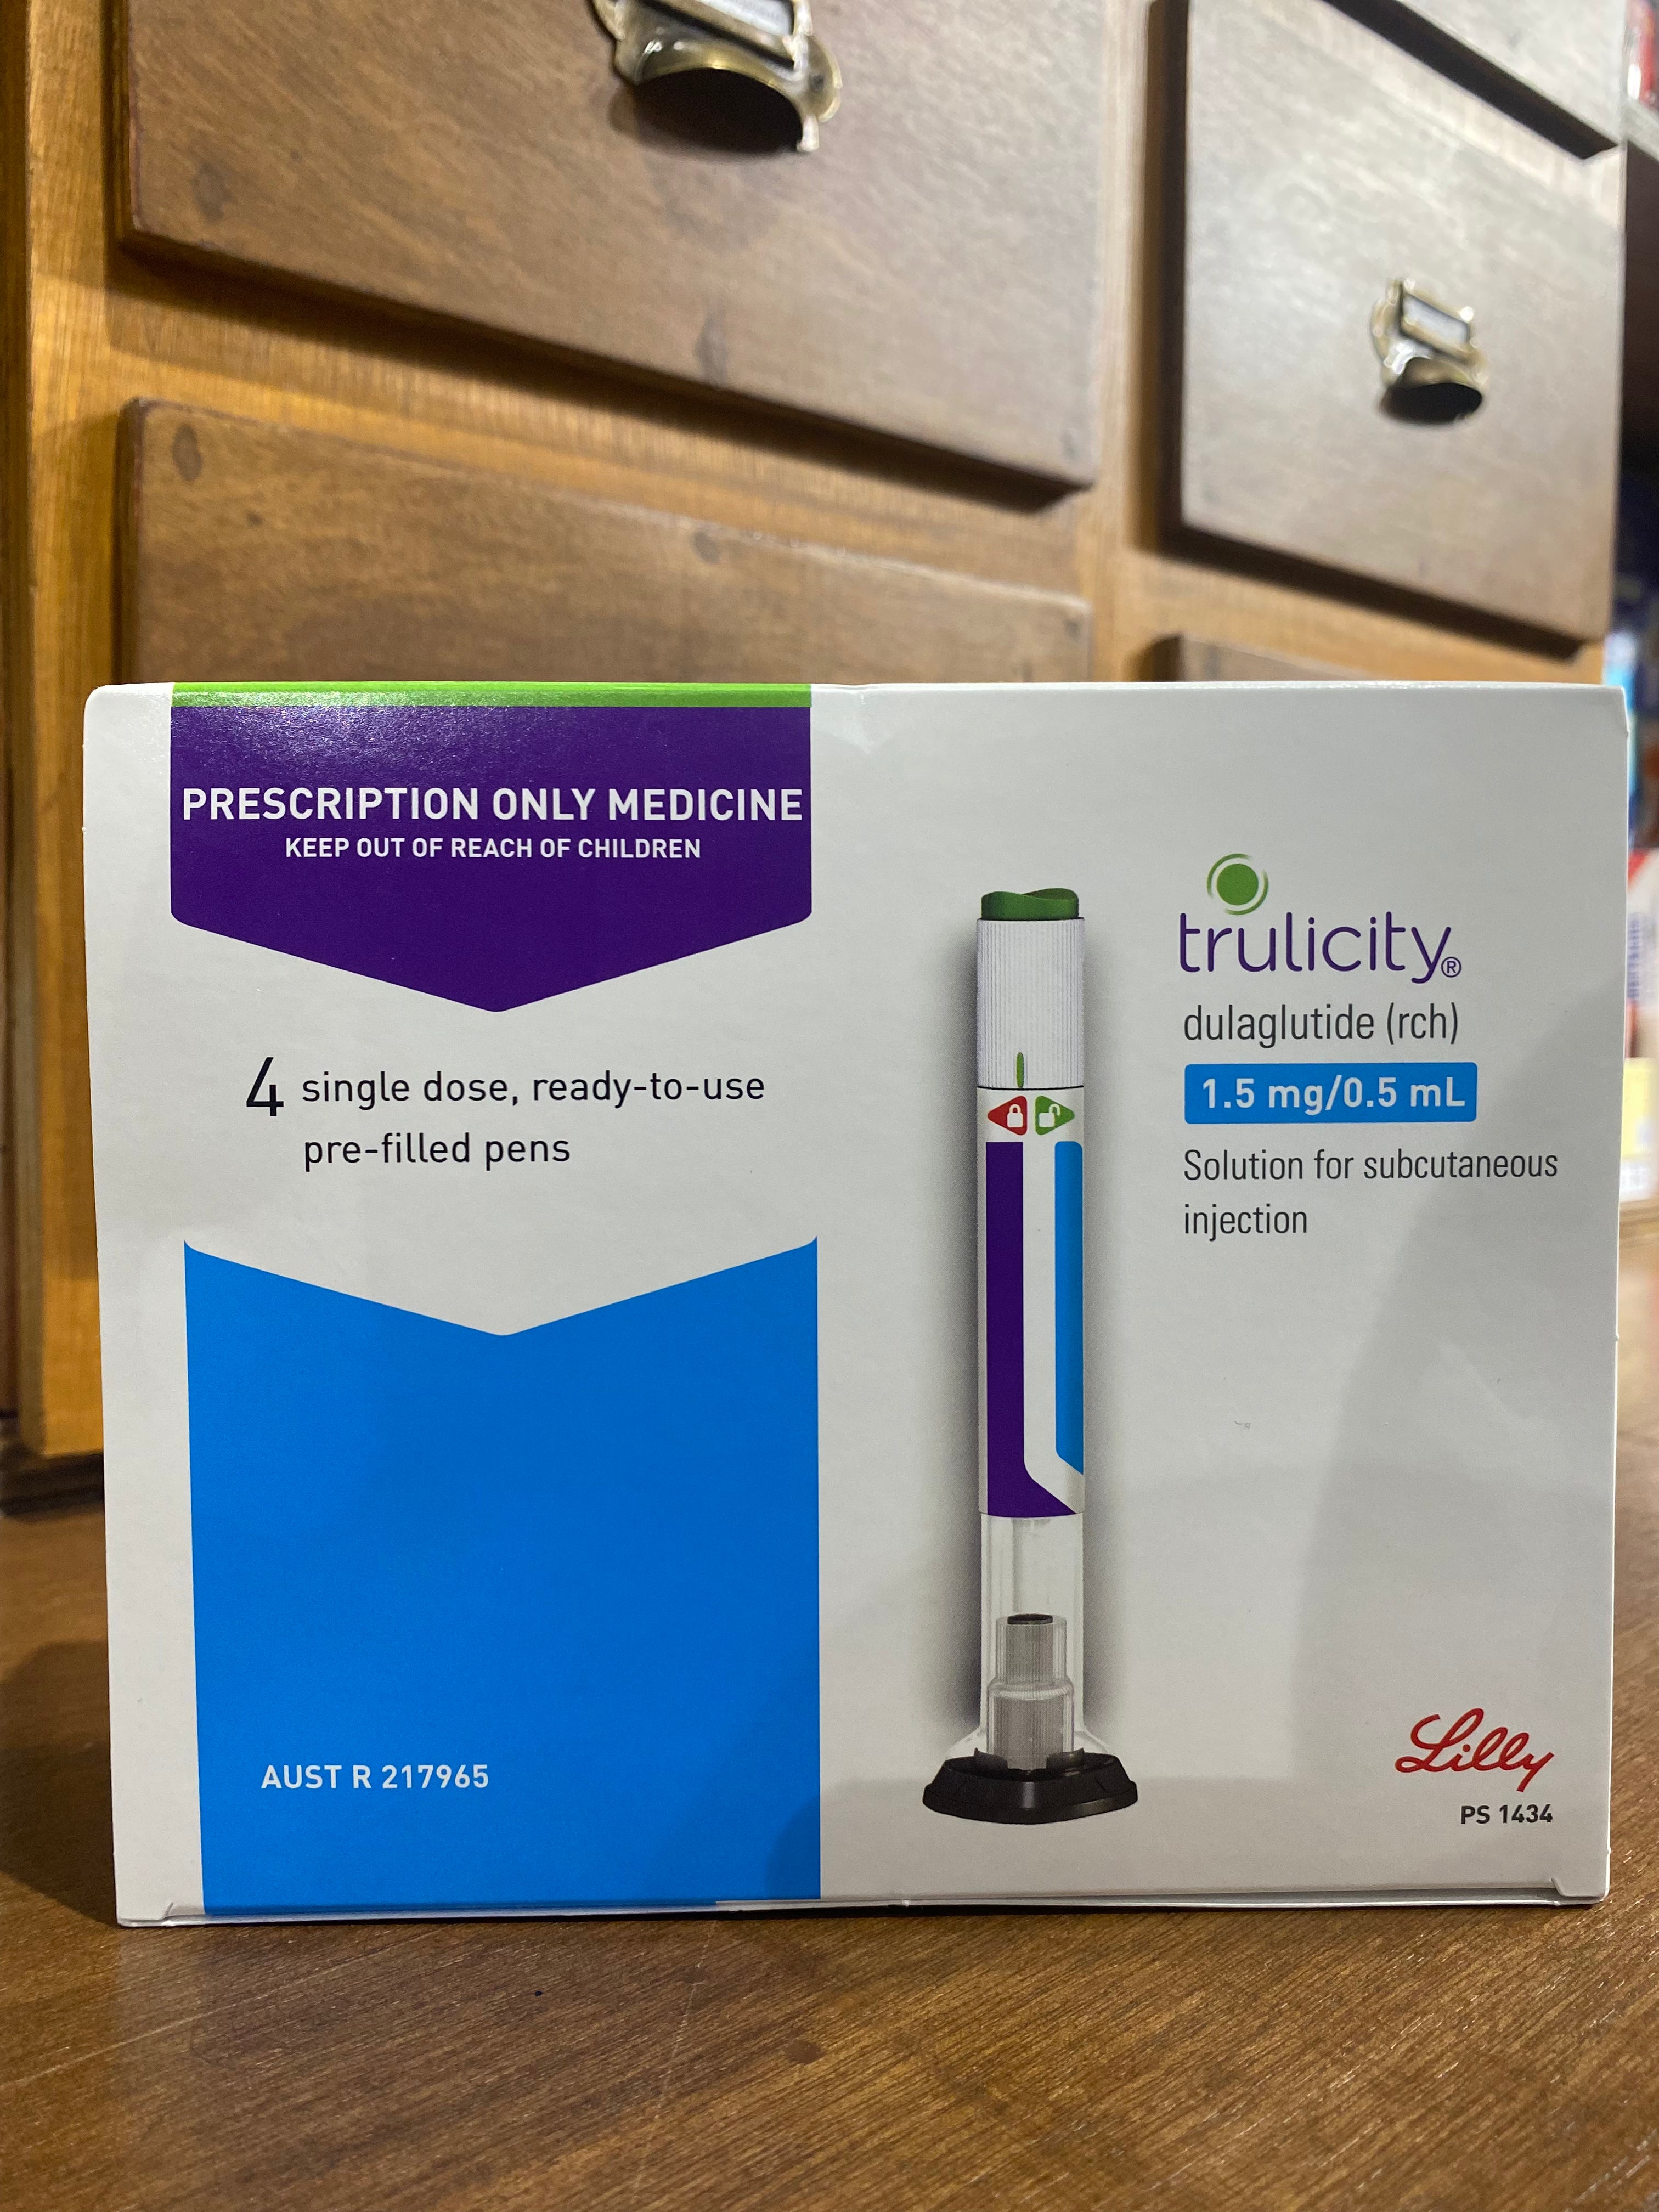 PRESCRIPTION ONLY MEDICINE
KEEP OUT OF REACH OF CHILDREN
4 single dose, ready-to-use
pre-filled pens
AUST R 217965
trulicity®
dulaglutide (rch)
1.5 mg/0.5 mL
Solution for subcutaneous
injection
Lilly
PS 1434